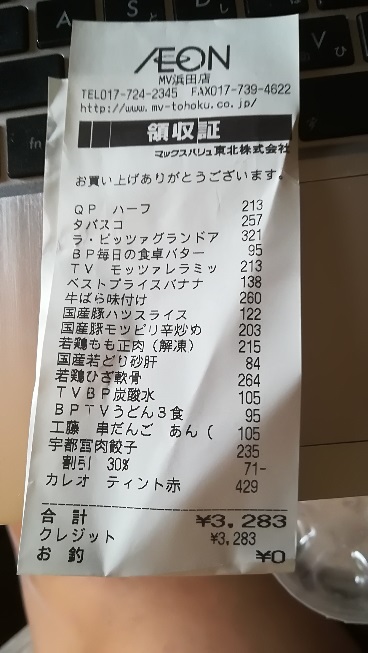 ÆON
MV浜田店
TEL017-724-2345 FAX017-739-4622
http://www.mv-tohoku.co.jp/
領収証
マックスバリュ東北株式会社
お買い上げありがとうございます。
QP ハーフ 213
タバスコ 257
ラ・ピッツァグランドア 321
BP毎日の食卓バター 95
TV モッツァレラミッ 213
ベストプライスバナナ 138
牛ばら味付け 260
国産豚ハツスライス 122
国産豚モツピリ辛炒め 203
若鶏もも正肉(解凍) 215
国産若どり砂肝 84
若鶏ひざ軟骨 264
TVBP炭酸水 105
BPTVうどん3食 95
工藤 串だんご あん( 105
宇都宮肉餃子 235
割引 30% 71-
カレオ ティント赤 429
合 計 ¥3,283
クレジット ¥3,283
お 釣 ¥0